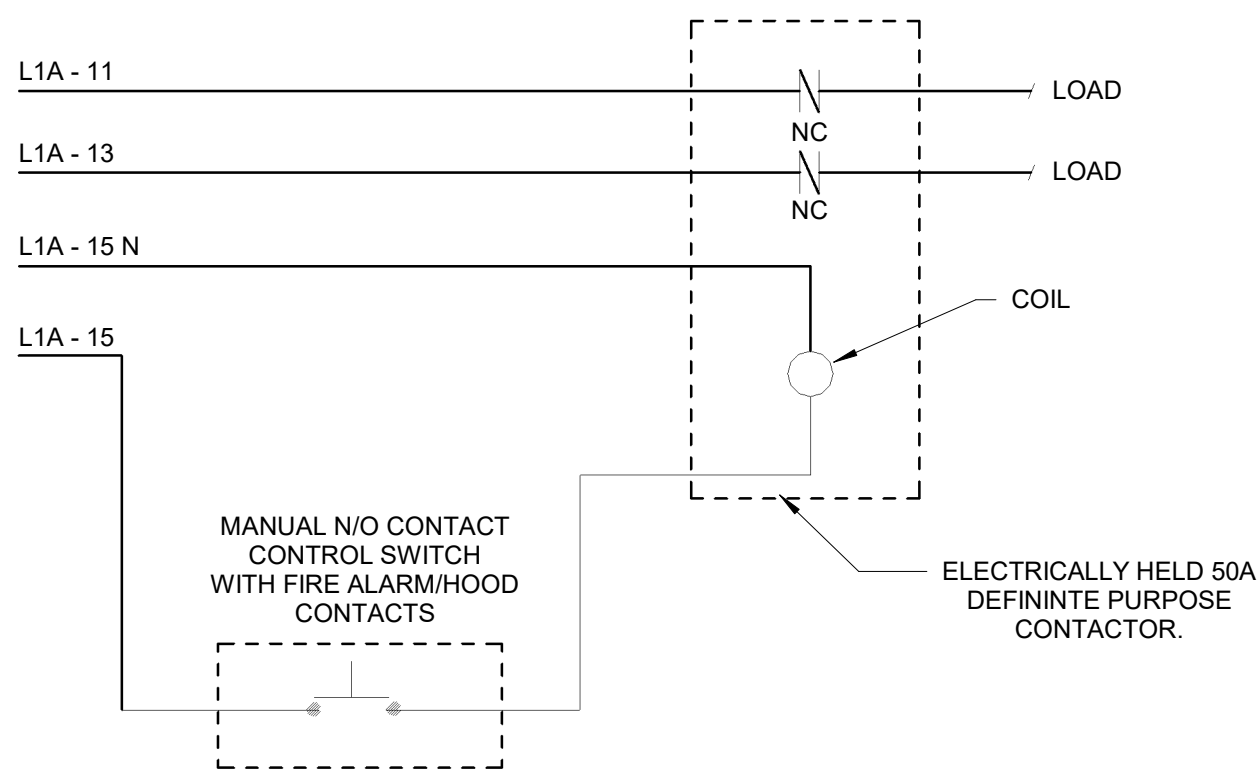 L1A - 11
LOAD
NC
L1A - 13
LOAD
NC
L1A - 15 N
COIL
L1A - 15
MANUAL N/O CONTACT
CONTROL SWITCH
WITH FIRE ALARM/HOOD
CONTACTS
ELECTRICALLY HELD 50A
DEFININTE PURPOSE
CONTACTOR.